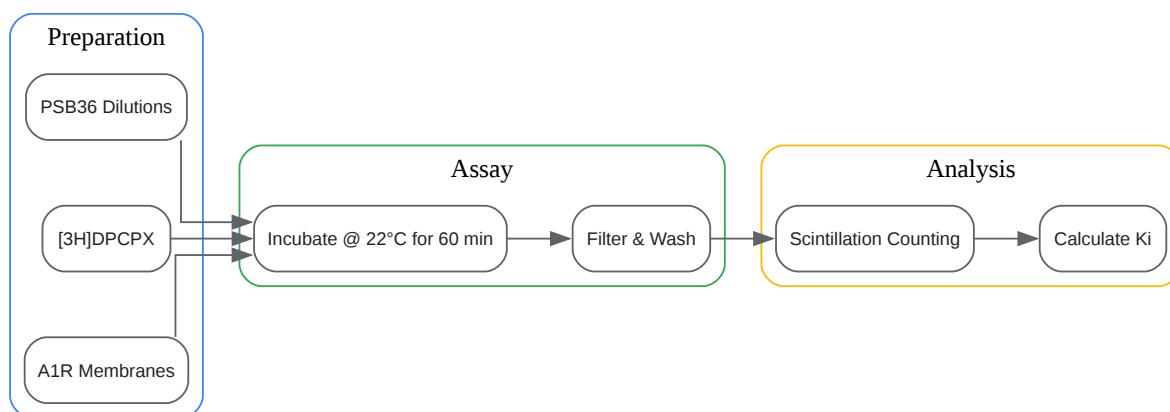 Preparation
PSB36 Dilutions
[3H]DPCPX
A1R Membranes
Assay
Incubate @ 22°C for 60 min
Filter & Wash
Analysis
Scintillation Counting
Calculate Ki